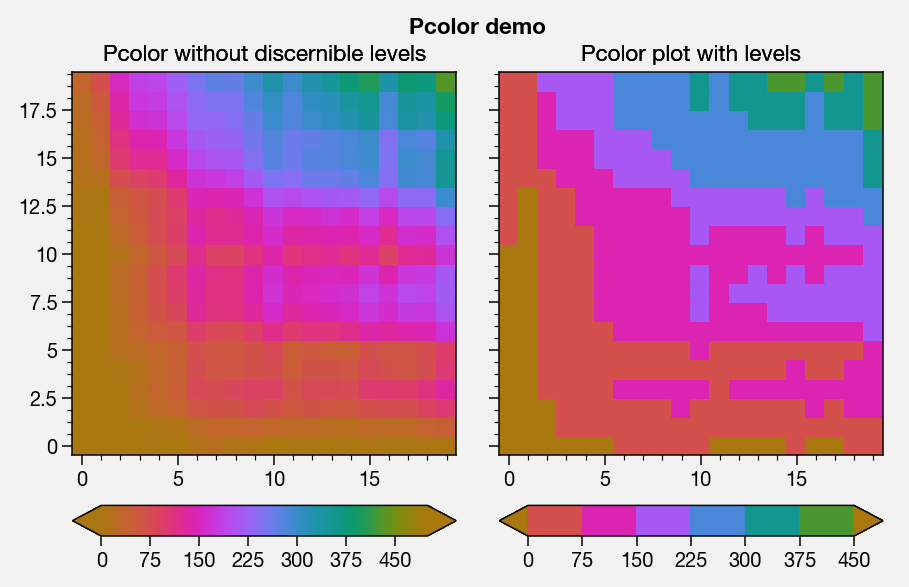 Pcolor demo
Pcolor without discernible levels
Pcolor plot with levels
17.5
15
12.5
10
7.5
5
2.5
0
0 5 10 15
0 5 10 15
0 75 150 225 300 375 450
0 75 150 225 300 375 450